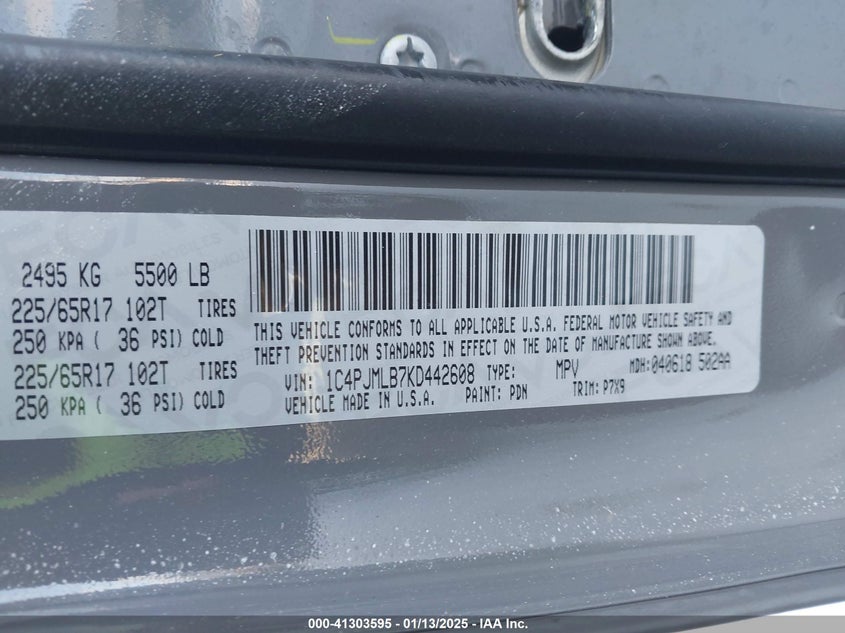 2495 KG 5500 LB
225/65R17 102T TIRES
250 KPA ( 36 PSI) COLD
225/65R17 102T TIRES
250 KPA ( 36 PSI) COLD
THIS VEHICLE CONFORMS TO ALL APPLICABLE U.S.A. FEDERAL MOTOR VEHICLE SAFETY AND
THEFT PREVENTION STANDARDS IN EFFECT ON THE DATE OF MANUFACTURE SHOWN ABOVE.
VIN: 1C4PJMLB7KD442608 TYPE: MPV MDH:040618 502AA
VEHICLE MADE IN U.S.A. PAINT: PDN TRIM: P7X9
000-41303595 - 01/13/2025 - IAA Inc.